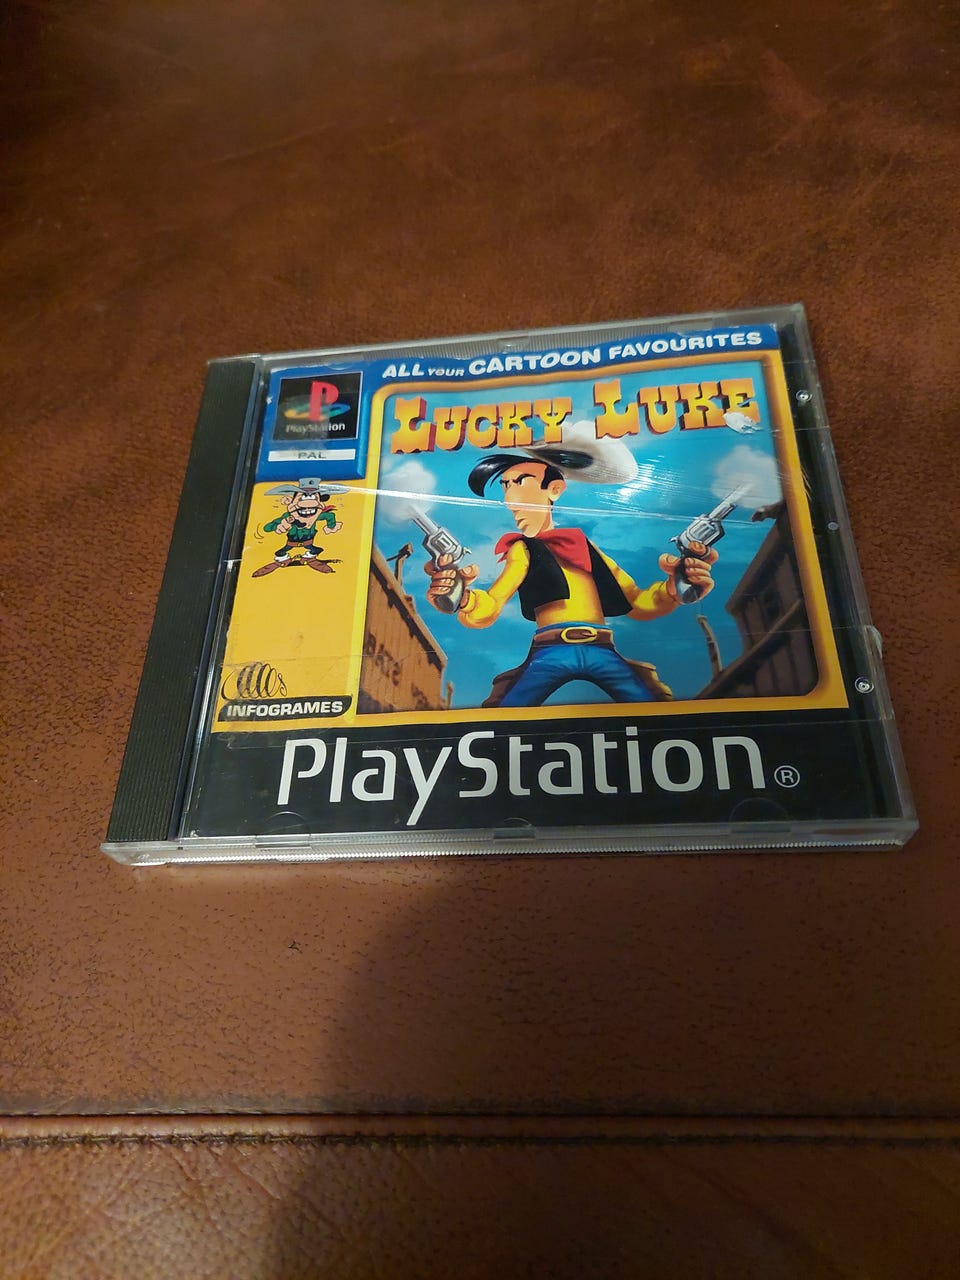 ALL YOUR CARTOON FAVOURITES
PlayStation
PAL
LUCKY LUKE
INFOGRAMES
PlayStation®